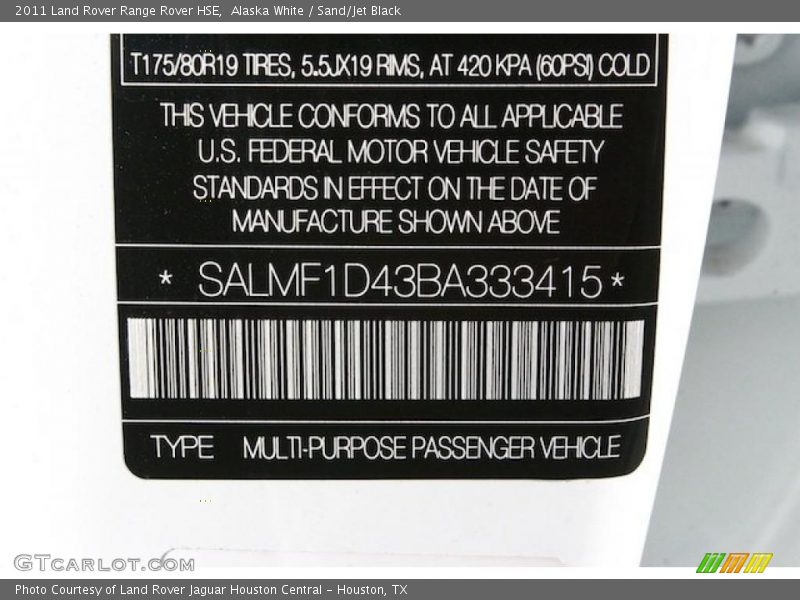 2011 Land Rover Range Rover HSE, Alaska White / Sand/Jet Black
T175/80R19 TIRES, 5.5JX19 RIMS, AT 420 KPA (60PSI) COLD
THIS VEHICLE CONFORMS TO ALL APPLICABLE
U.S. FEDERAL MOTOR VEHICLE SAFETY
STANDARDS IN EFFECT ON THE DATE OF
MANUFACTURE SHOWN ABOVE
* SALMF1D43BA333415 *
TYPE MULTI-PURPOSE PASSENGER VEHICLE
GTCARLOT.COM
Photo Courtesy of Land Rover Jaguar Houston Central - Houston, TX